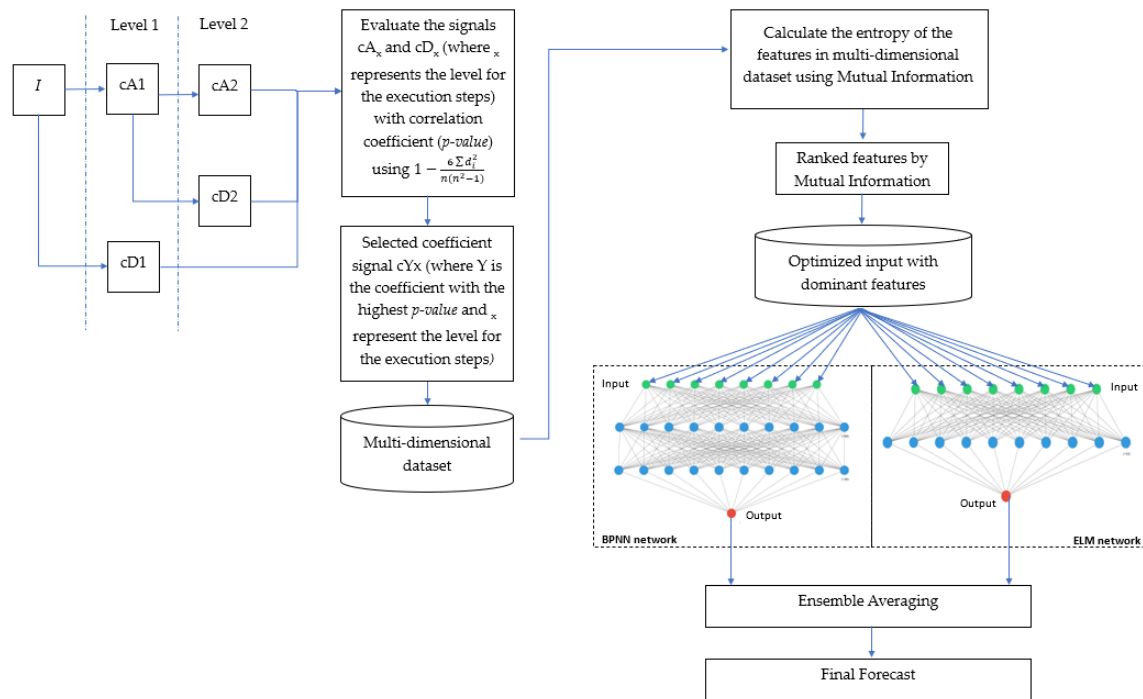 Level 1
Level 2
I
cA1
cA2
cD2
cD1
Evaluate the signals
cAₓ and cDₓ (where ₓ
represents the level for
the execution steps)
with correlation
coefficient (p-value)
using 1 − 6 ∑ dᵢ² / n(n² −1)
Selected coefficient
signal cYx (where Y is
the coefficient with the
highest p-value and ₓ
represent the level for
the execution steps)
Multi-dimensional
dataset
Calculate the entropy of the
features in multi-dimensional
dataset using Mutual Information
Ranked features by
Mutual Information
Optimized input with
dominant features
Input
Output
BPNN network
Input
Output
ELM network
Ensemble Averaging
Final Forecast